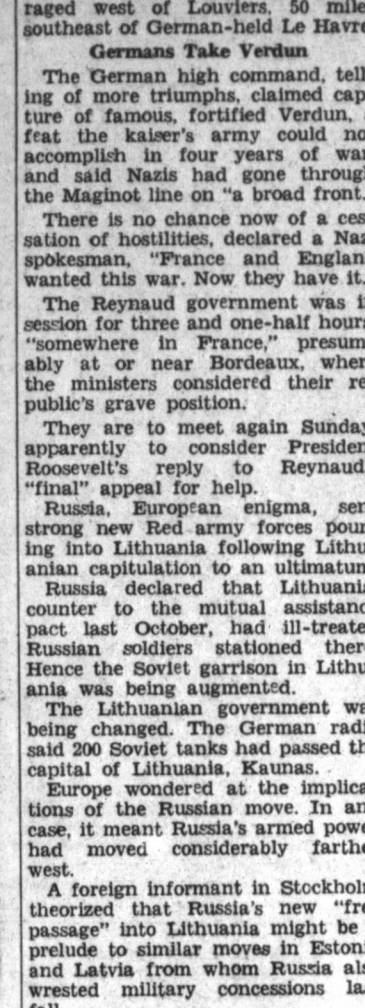 raged west of Louviers, 50 mile
southeast of German-held Le Havre
Germans Take Verdun
The German high command, tell
ing of more triumphs, claimed cap
ture of famous, fortified Verdun,
feat the kaiser's army could no
accomplish in four years of wa
and said Nazis had gone throug
the Maginot line on "a broad front.
There is no chance now of a ces
sation of hostilities, declared a Naz
spokesman, "France and Englan
wanted this war. Now they have it.
The Reynaud government was i
session for three and one-half hour
"somewhere in France," presum
ably at or near Bordeaux, wher
the ministers considered their re
public's grave position.
They are to meet again Sunday
apparently to consider Presiden
Roosevelt's reply to Reynaud
"final" appeal for help.
Russia, European enigma, sen
strong new Red army forces pour
ing into Lithuania following Lithu
anian capitulation to an ultimatum
Russia declared that Lithuania
counter to the mutual assistanc
pact last October, had ill-treate
Russian soldiers stationed ther
Hence the Soviet garrison in Lithu
ania was being augmented.
The Lithuanian government wa
being changed. The German radi
said 200 Soviet tanks had passed th
capital of Lithuania, Kaunas.
Europe wondered at the implica
tions of the Russian move. In an
case, it meant Russia's armed powe
had moved considerably farthe
west.
A foreign informant in Stockhol
theorized that Russia's new "fre
passage" into Lithuania might be
prelude to similar moves in Eston
and Latvia from whom Russia als
wrested military concessions la